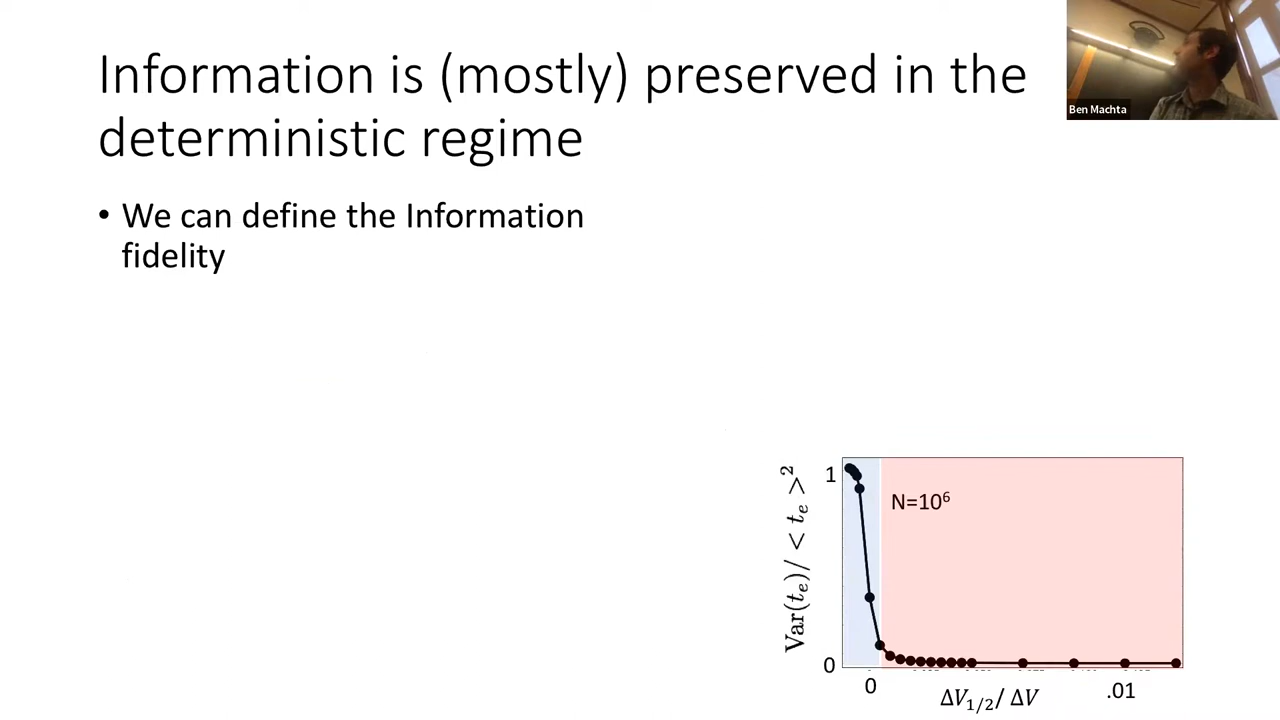 Information is (mostly) preserved in the
deterministic regime
Ben Machta
• We can define the Information
fidelity
Var(tₑ)/ < tₑ >²
1
N=10⁶
0
0
ΔV₁/₂/ ΔV
.01